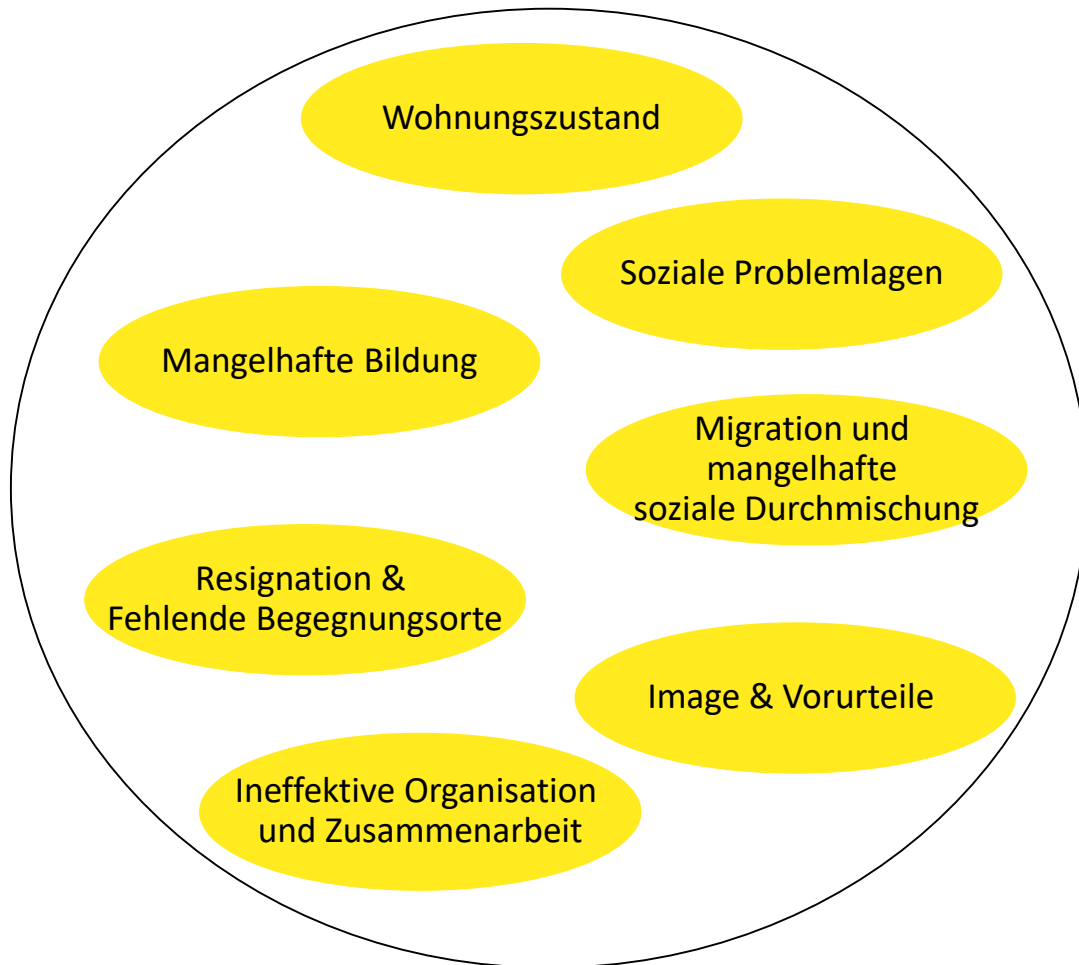 Wohnungszustand
Soziale Problemlagen
Mangelhafte Bildung
Migration und
mangelhafte
soziale Durchmischung
Resignation &
Fehlende Begegnungsorte
Image & Vorurteile
Ineffektive Organisation
und Zusammenarbeit